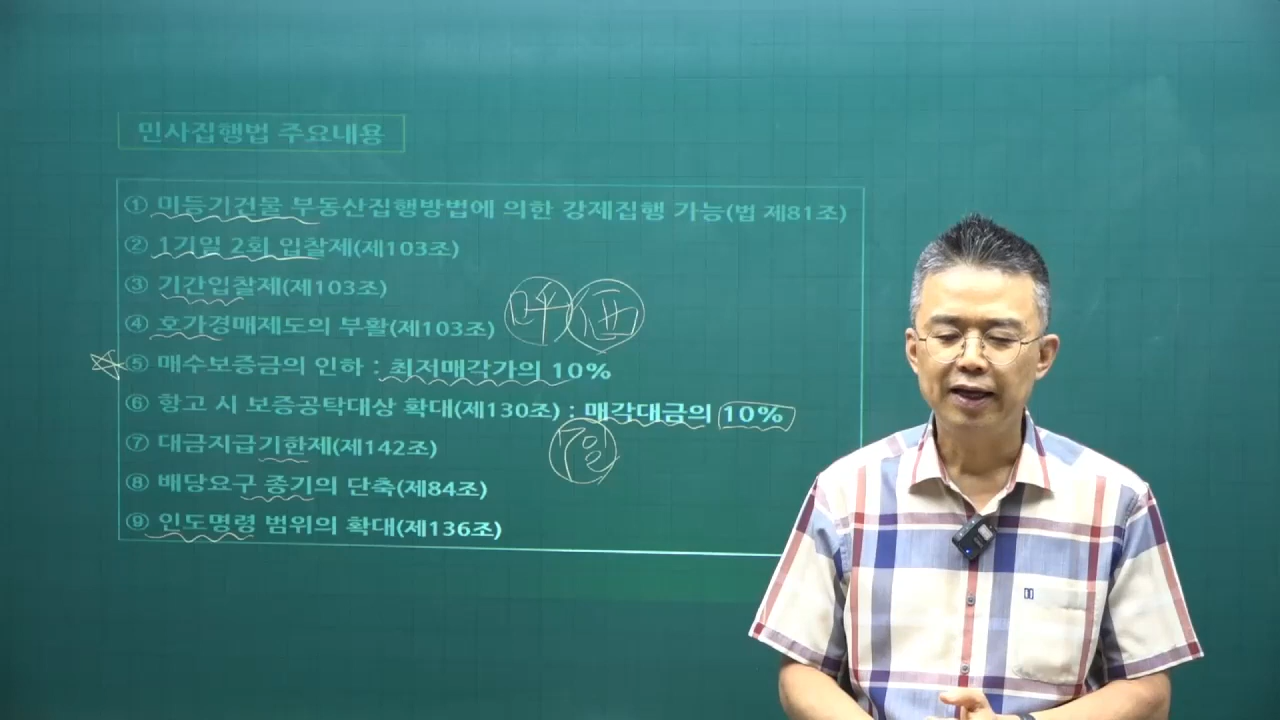 민사집행법 주요내용
① 미등기건물 부동산집행방법에 의한 강제집행 가능(법 제81조)
② 1기일 2회 입찰제(제103조)
③ 기간입찰제(제103조)
④ 호가경매제도의 부활(제103조)
⑤ 매수보증금의 인하 : 최저매각가의 10%
⑥ 항고 시 보증공탁대상 확대(제130조) : 매각대금의 10%
⑦ 대금지급기한제(제142조)
7일
⑧ 배당요구 종기의 단축(제84조)
⑨ 인도명령 범위의 확대(제136조)